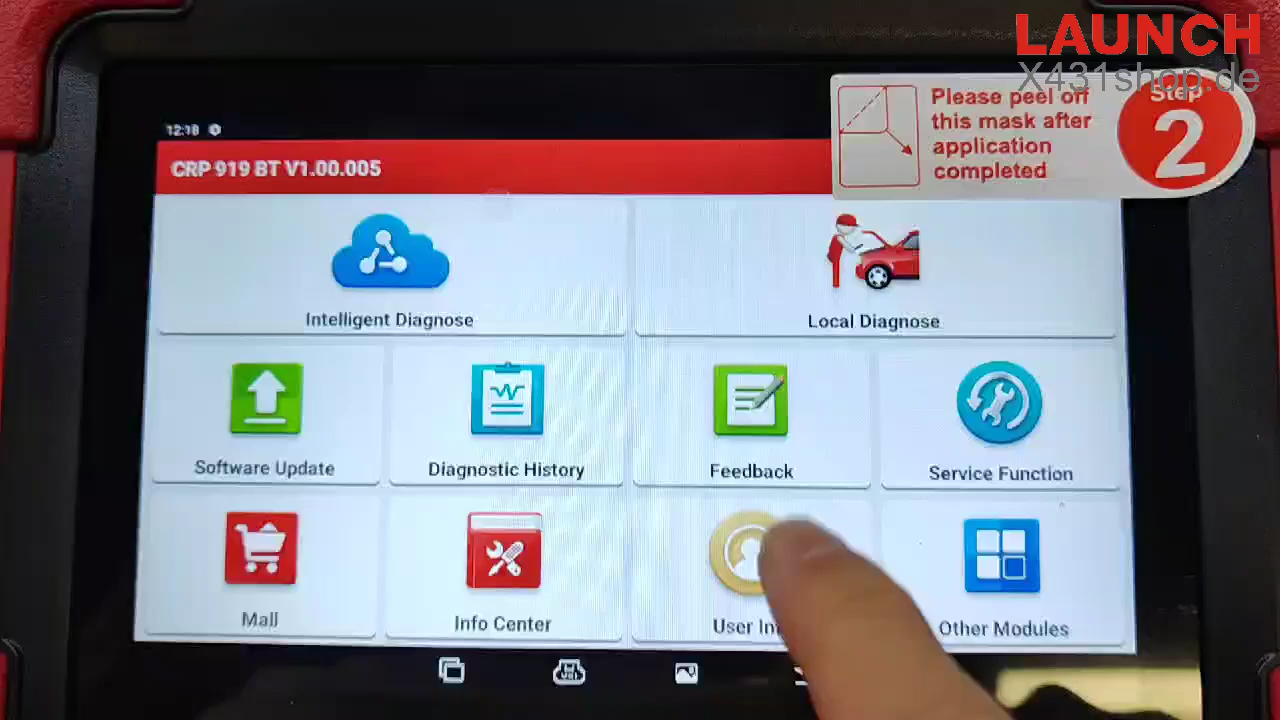 LAUNCH
X431shop.de
Please peel off
this mask after
application
completed
Step
2
12:18
CRP 919 BT V1.00.005
Intelligent Diagnose
Local Diagnose
Software Update
Diagnostic History
Feedback
Service Function
Mall
Info Center
User
Other Modules